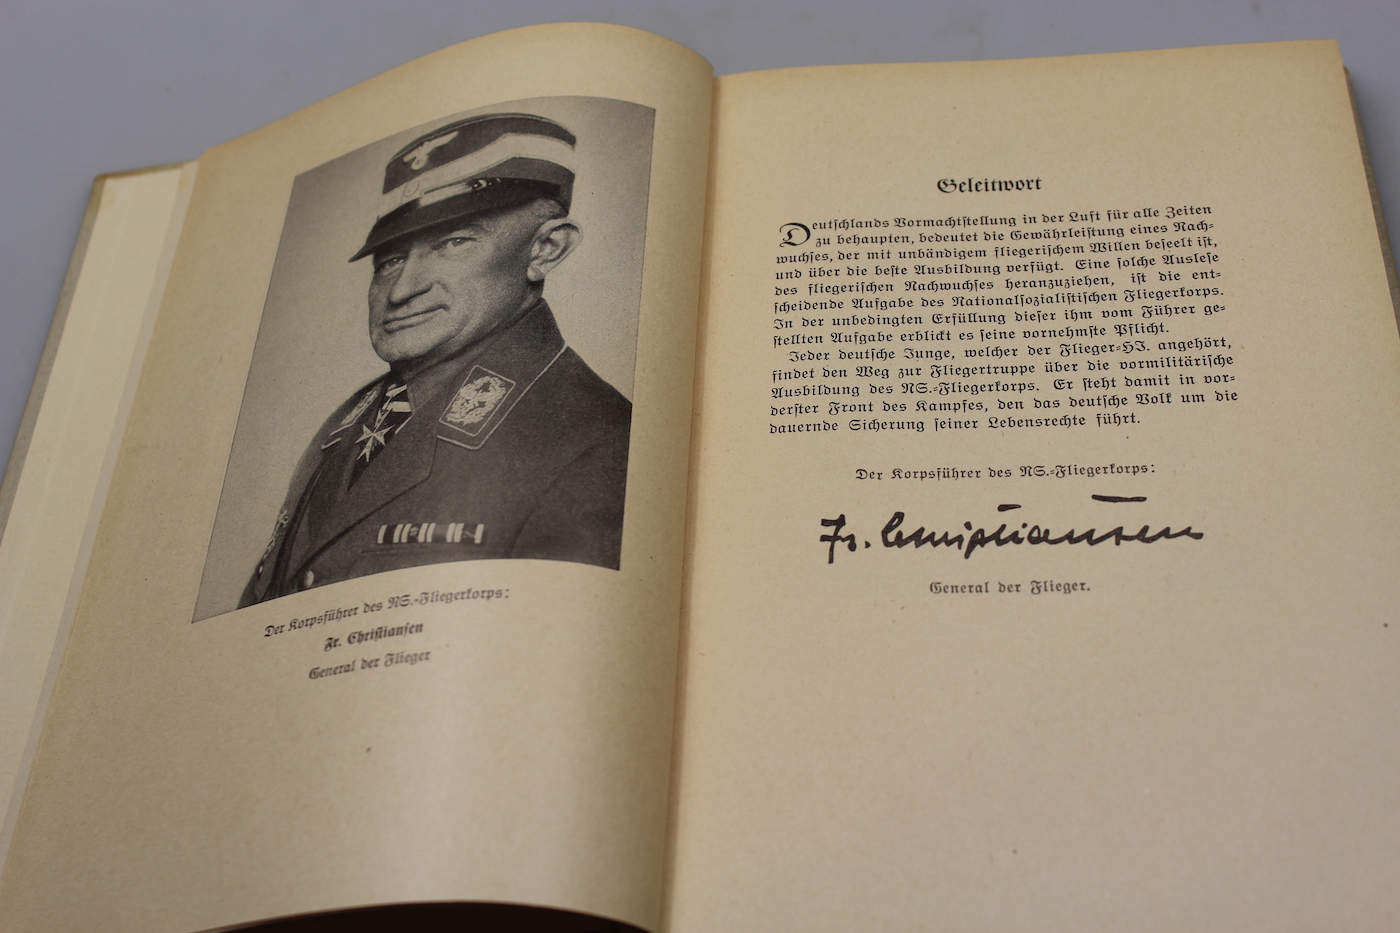 Der Korpsführer des NS.-Fliegerkorps:
Fr. Christiansen
General der Flieger
Geleitwort
Deutschlands Vormachtstellung in der Luft für alle Zeiten
zu behaupten, bedeutet die Gewährleistung eines Nach-
wuchses, der mit unbändigem fliegerischem Willen beseelt ist,
und über die beste Ausbildung verfügt. Eine solche Auslese
des fliegerischen Nachwuchses heranzuziehen, ist die ent-
scheidende Aufgabe des Nationalsozialistischen Fliegerkorps.
In der unbedingten Erfüllung dieser ihm vom Führer ge-
stellten Aufgabe erblickt es seine vornehmste Pflicht.
Jeder deutsche Junge, welcher der Flieger-HJ. angehört,
findet den Weg zur Fliegertruppe über die vormilitärische
Ausbildung des NS.-Fliegerkorps. Er steht damit in vor-
derster Front des Kampfes, den das deutsche Volk um die
dauernde Sicherung seiner Lebensrechte führt.
Der Korpsführer des NS.-Fliegerkorps:
Fr. Christiansen
General der Flieger.